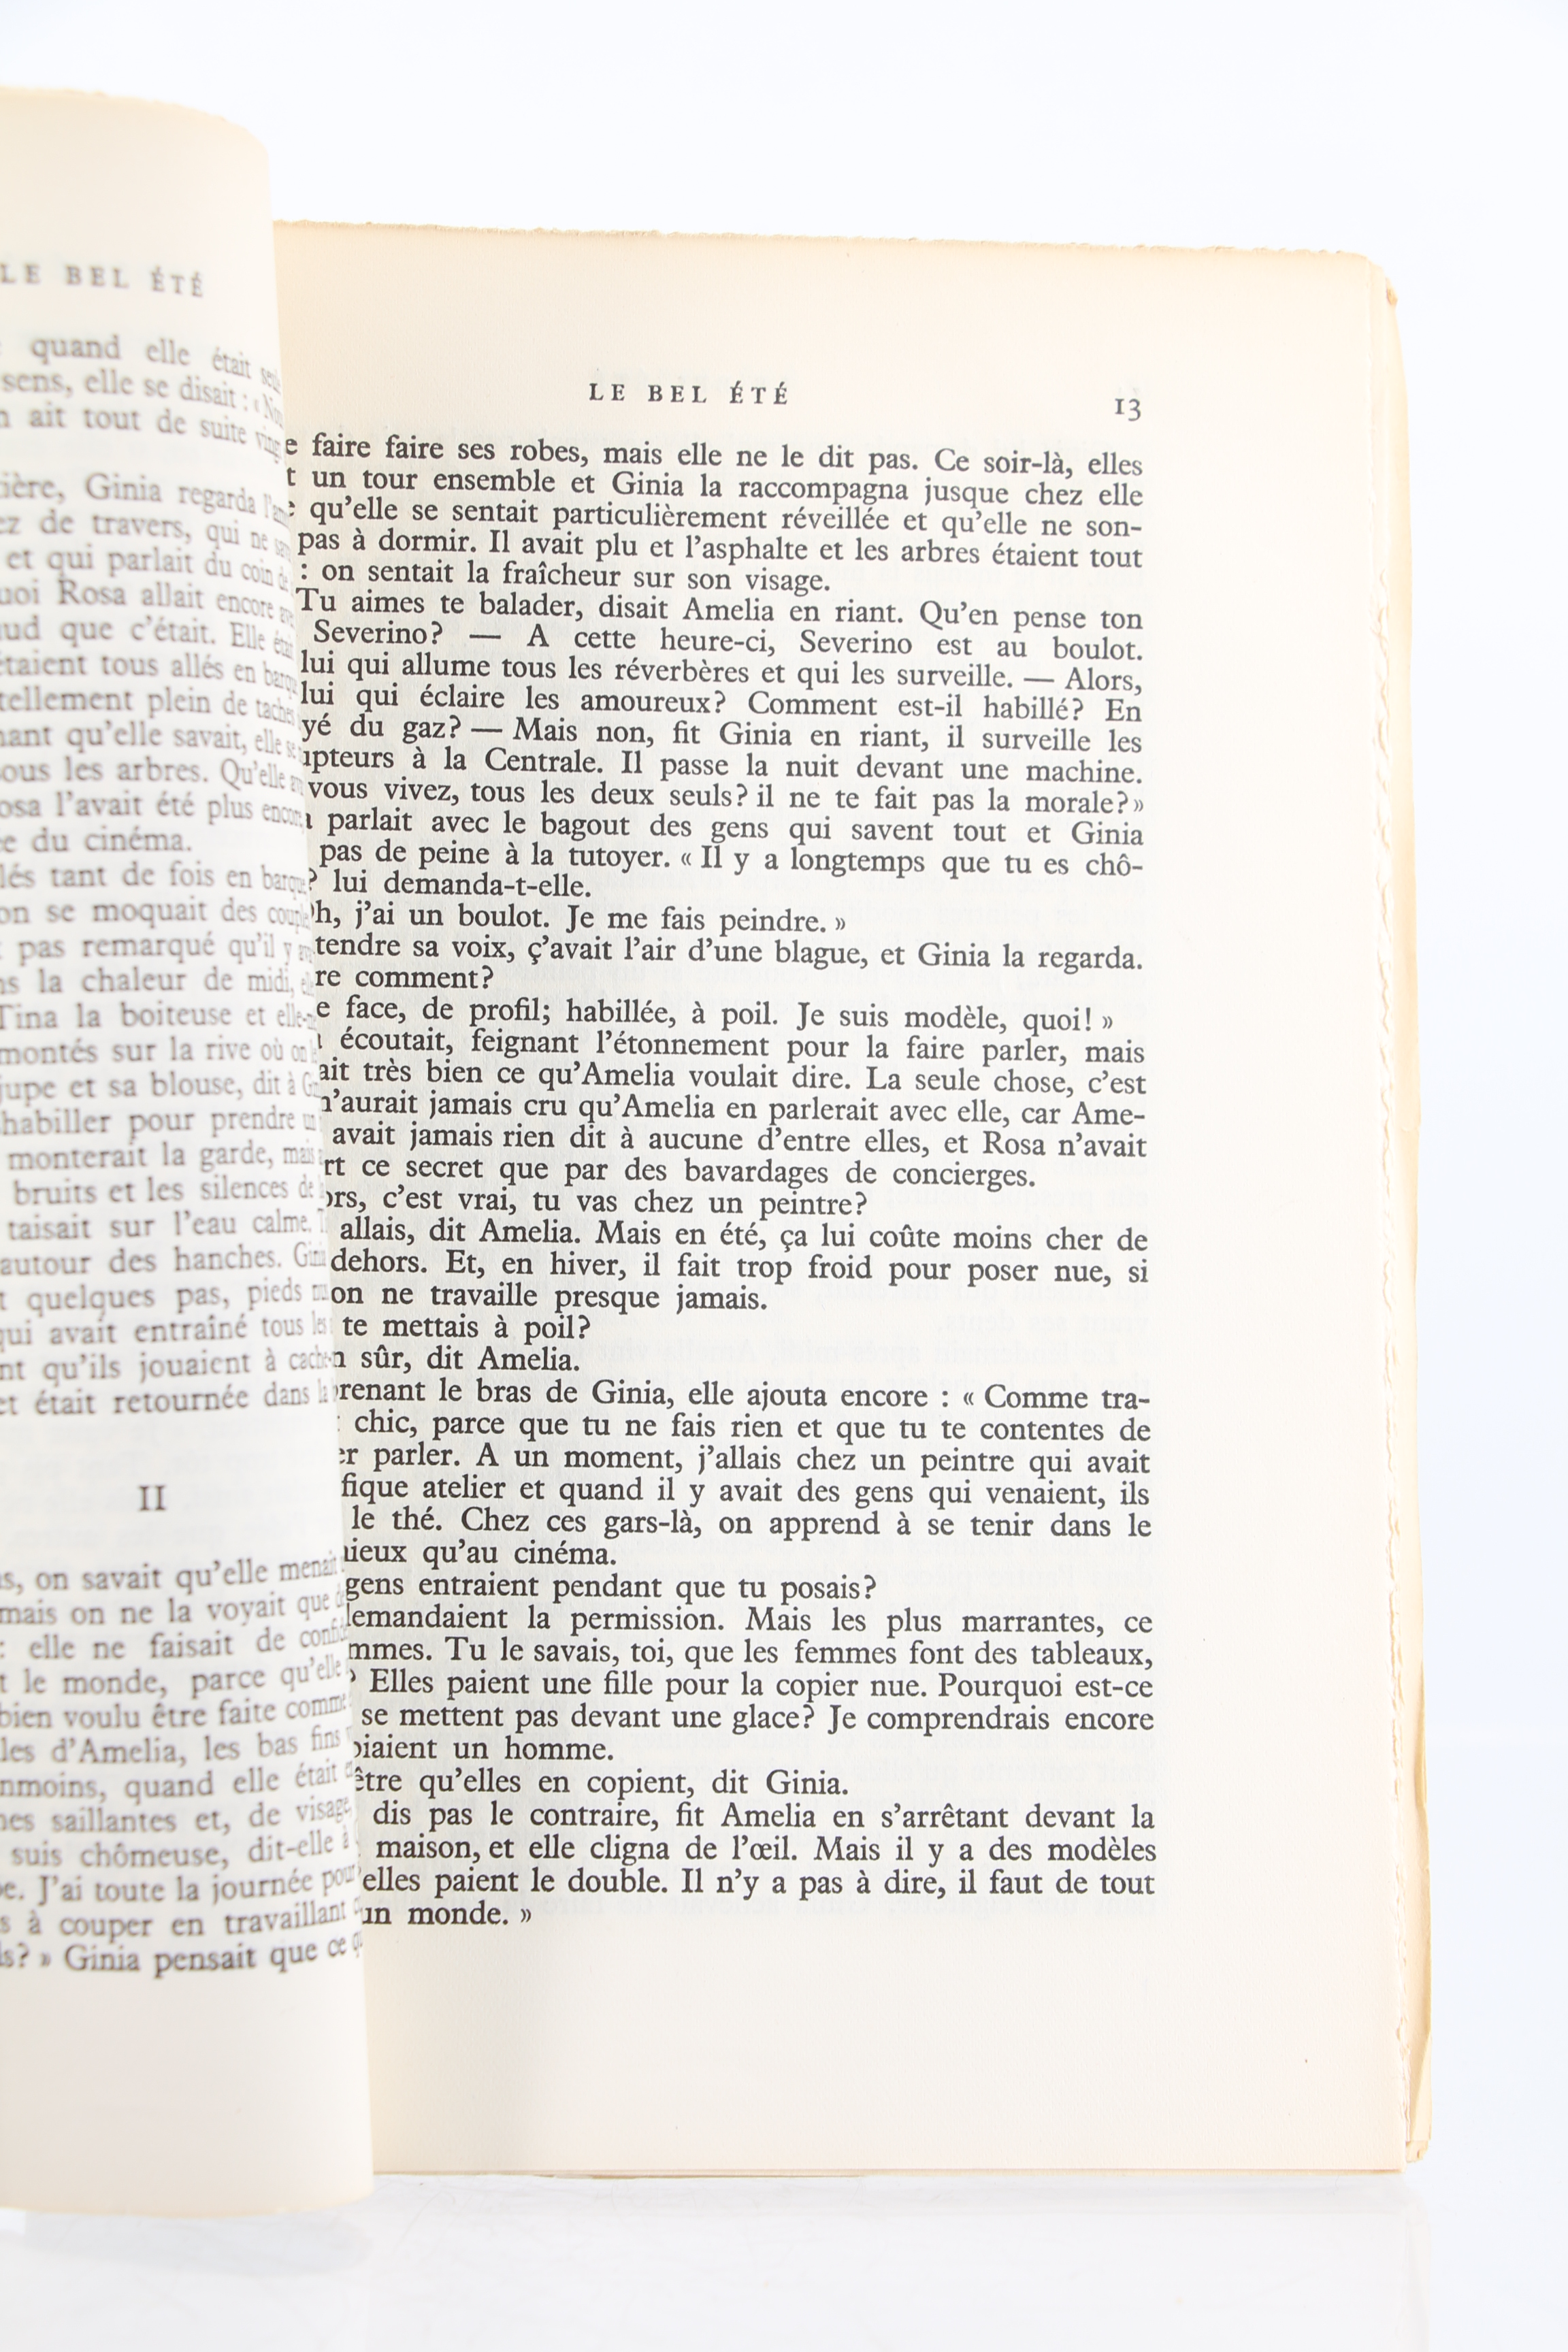 LE BEL ÉTÉ
quand elle était
sens, elle se disait : «
ait tout de suite
Ginia regarda
de travers, qui ne
et qui parlait du coin de
Rosa allait encore
que c'était. Elle
tous allés en
tellement plein de
qu'elle savait, elle se
les arbres. Qu'elle
l'avait été plus
du cinéma.
tant de fois en
se moquait des
pas remarqué qu'il y
la chaleur de midi,
Tina la boiteuse et
montés sur la rive où on
jupe et sa blouse, dit à
habiller pour prendre
monterait la garde, mais
bruits et les silences de
taisait sur l'eau calme.
autour des hanches.
quelques pas, pieds
qui avait entraîné tous les
qu'ils jouaient à
et était retournée dans la
II
on savait qu'elle
mais on ne la voyait que
: elle ne faisait de
le monde, parce qu'elle
bien voulu être faite comme
d'Amelia, les bas fins
quand elle était
saillantes et, de
suis chômeuse, dit-elle à
J'ai toute la journée pour
à couper en travaillant
» Ginia pensait que ce
LE BEL ÉTÉ 13
faire faire ses robes, mais elle ne le dit pas. Ce soir-là, elles
un tour ensemble et Ginia la raccompagna jusque chez elle
qu'elle se sentait particulièrement réveillée et qu'elle ne son-
pas à dormir. Il avait plu et l'asphalte et les arbres étaient tout
: on sentait la fraîcheur sur son visage.
Tu aimes te balader, disait Amelia en riant. Qu'en pense ton
Severino? — A cette heure-ci, Severino est au boulot.
lui qui allume tous les réverbères et qui les surveille. — Alors,
lui qui éclaire les amoureux? Comment est-il habillé? En
du gaz? — Mais non, fit Ginia en riant, il surveille les
à la Centrale. Il passe la nuit devant une machine.
vous vivez, tous les deux seuls? il ne te fait pas la morale? »
parlait avec le bagout des gens qui savent tout et Ginia
pas de peine à la tutoyer. « Il y a longtemps que tu es chô-
? lui demanda-t-elle.
j'ai un boulot. Je me fais peindre. »
sa voix, ç'avait l'air d'une blague, et Ginia la regarda.
comment?
face, de profil; habillée, à poil. Je suis modèle, quoi! »
écoutait, feignant l'étonnement pour la faire parler, mais
très bien ce qu'Amelia voulait dire. La seule chose, c'est
n'aurait jamais cru qu'Amelia en parlerait avec elle, car Ame-
avait jamais rien dit à aucune d'entre elles, et Rosa n'avait
ce secret que par des bavardages de concierges.
c'est vrai, tu vas chez un peintre?
allais, dit Amelia. Mais en été, ça lui coûte moins cher de
dehors. Et, en hiver, il fait trop froid pour poser nue, si
on ne travaille presque jamais.
te mettais à poil?
sûr, dit Amelia.
le bras de Ginia, elle ajouta encore : « Comme tra-
chic, parce que tu ne fais rien et que tu te contentes de
parler. A un moment, j'allais chez un peintre qui avait
atelier et quand il y avait des gens qui venaient, ils
le thé. Chez ces gars-là, on apprend à se tenir dans le
qu'au cinéma.
gens entraient pendant que tu posais?
la permission. Mais les plus marrantes, ce
Tu le savais, toi, que les femmes font des tableaux,
? Elles paient une fille pour la copier nue. Pourquoi est-ce
se mettent pas devant une glace? Je comprendrais encore
un homme.
qu'elles en copient, dit Ginia.
dis pas le contraire, fit Amelia en s'arrêtant devant la
maison, et elle cligna de l'œil. Mais il y a des modèles
elles paient le double. Il n'y a pas à dire, il faut de tout
un monde. »